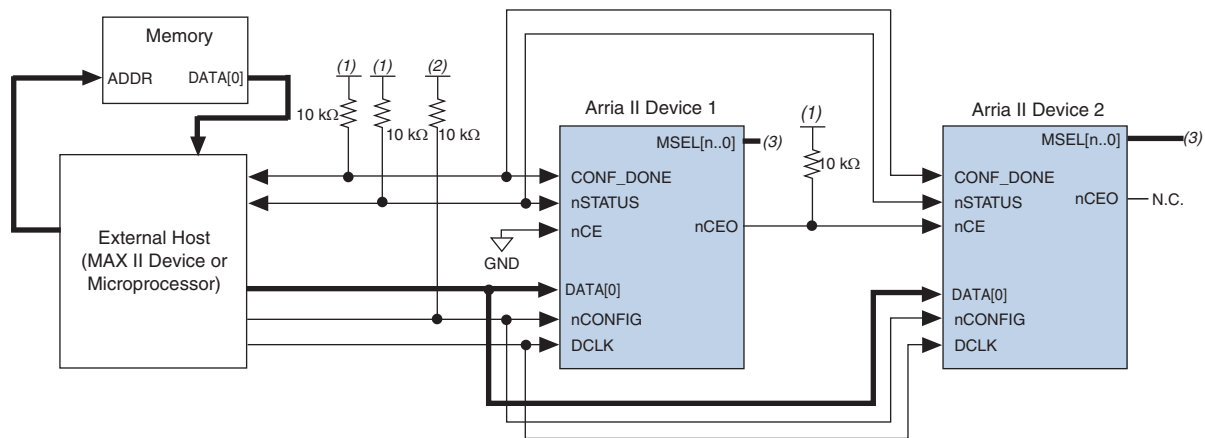 Memory
ADDR
DATA[0]
(1)
(1)
(2)
10 kΩ
10 kΩ
10 kΩ
External Host
(MAX II Device or
Microprocessor)
Arria II Device 1
MSEL[n..0]
(3)
CONF_DONE
nSTATUS
nCE
nCEO
GND
DATA[0]
nCONFIG
DCLK
(1)
10 kΩ
Arria II Device 2
MSEL[n..0]
(3)
CONF_DONE
nSTATUS
nCEO
N.C.
nCE
DATA[0]
nCONFIG
DCLK